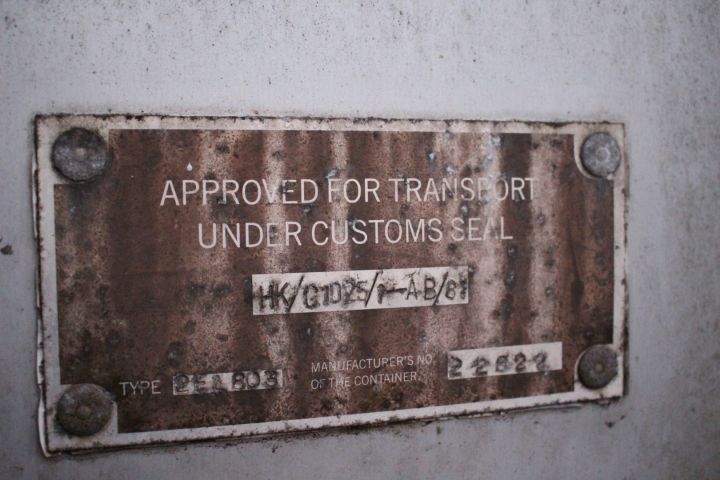 APPROVED FOR TRANSPORT
UNDER CUSTOMS SEAL
TYPE
MANUFACTURER'S NO.
OF THE CONTAINER.
22622